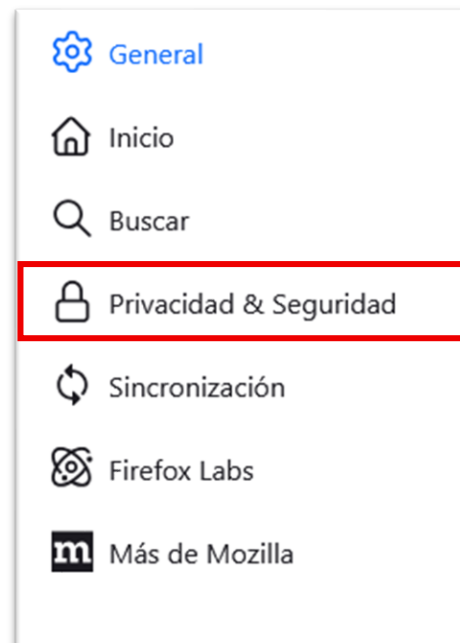 General
Inicio
Buscar
Privacidad & Seguridad
Sincronización
Firefox Labs
m Más de Mozilla